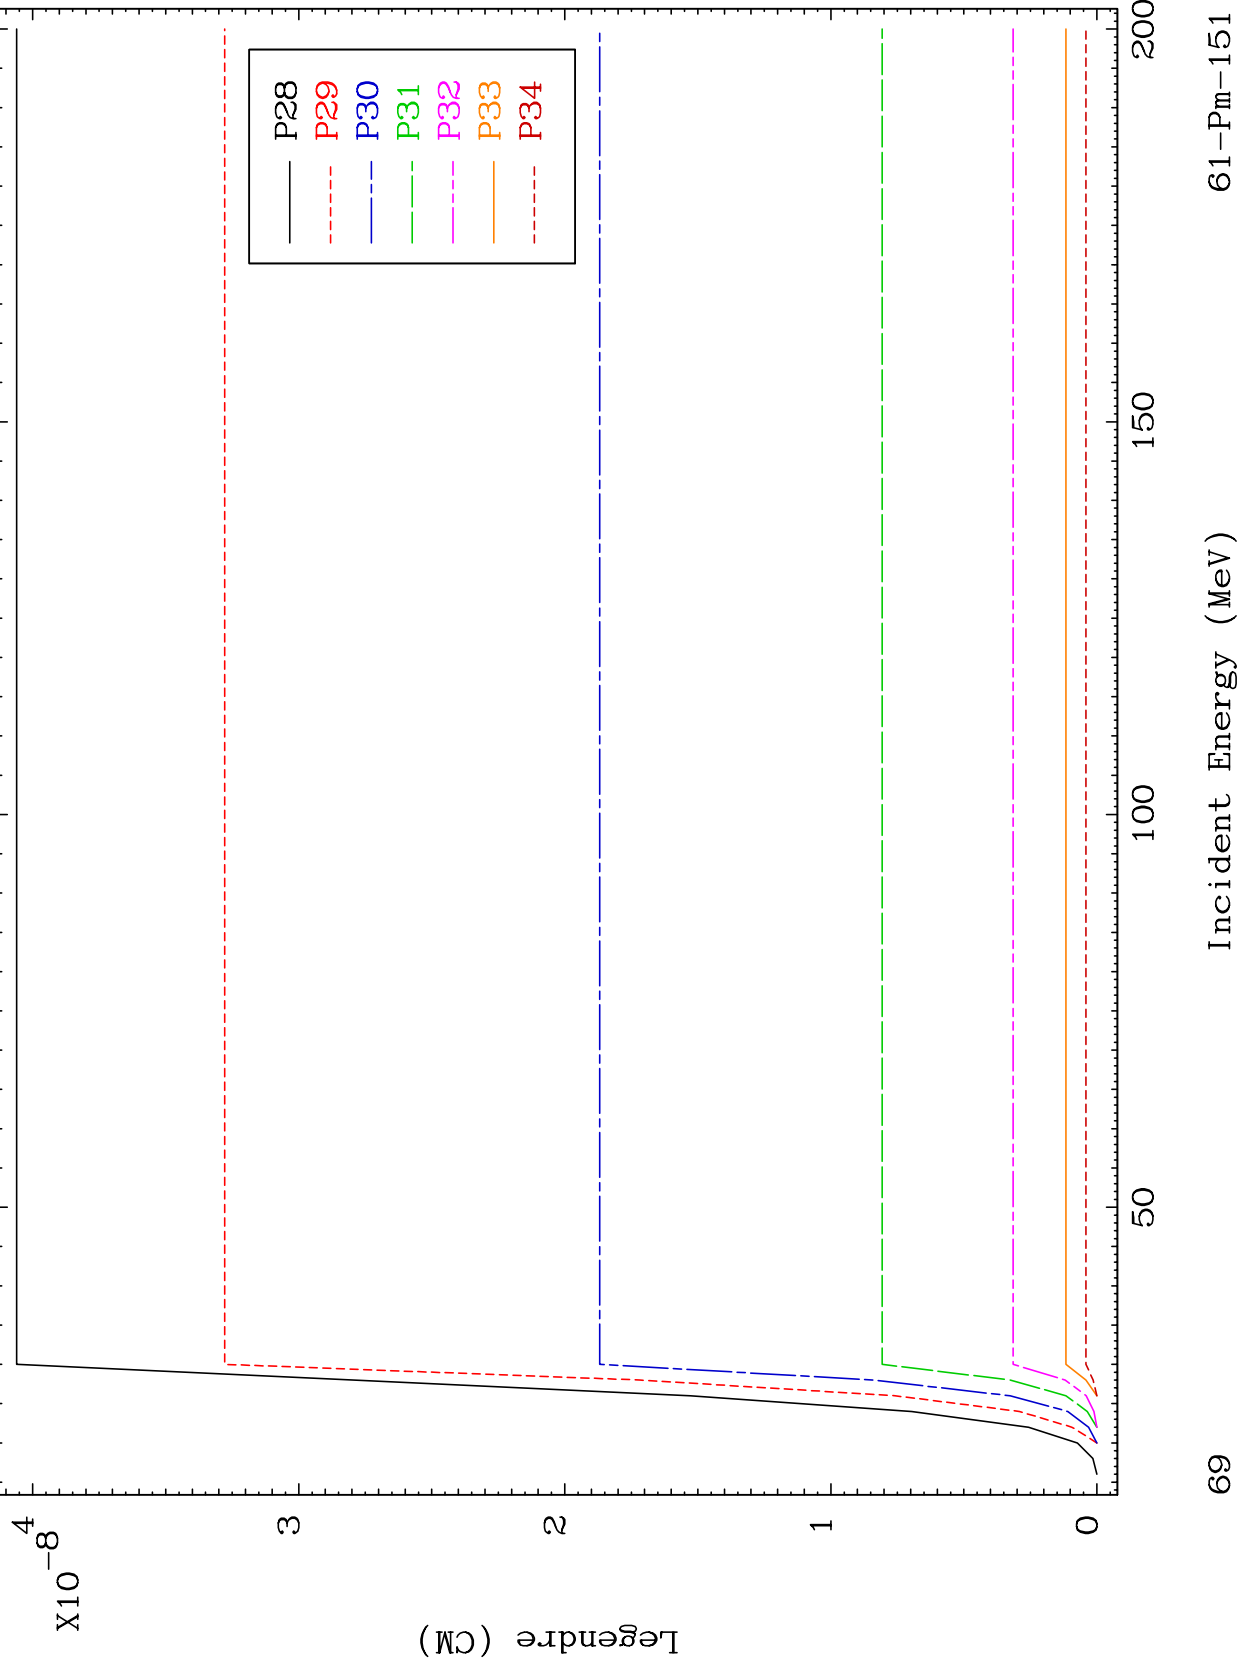 X10-8
4
3
2
1
0
Legendre (CM)
P28
P29
P30
P31
P32
P33
P34
50
100
150
200
69
Incident Energy (MeV)
61-Pm-151